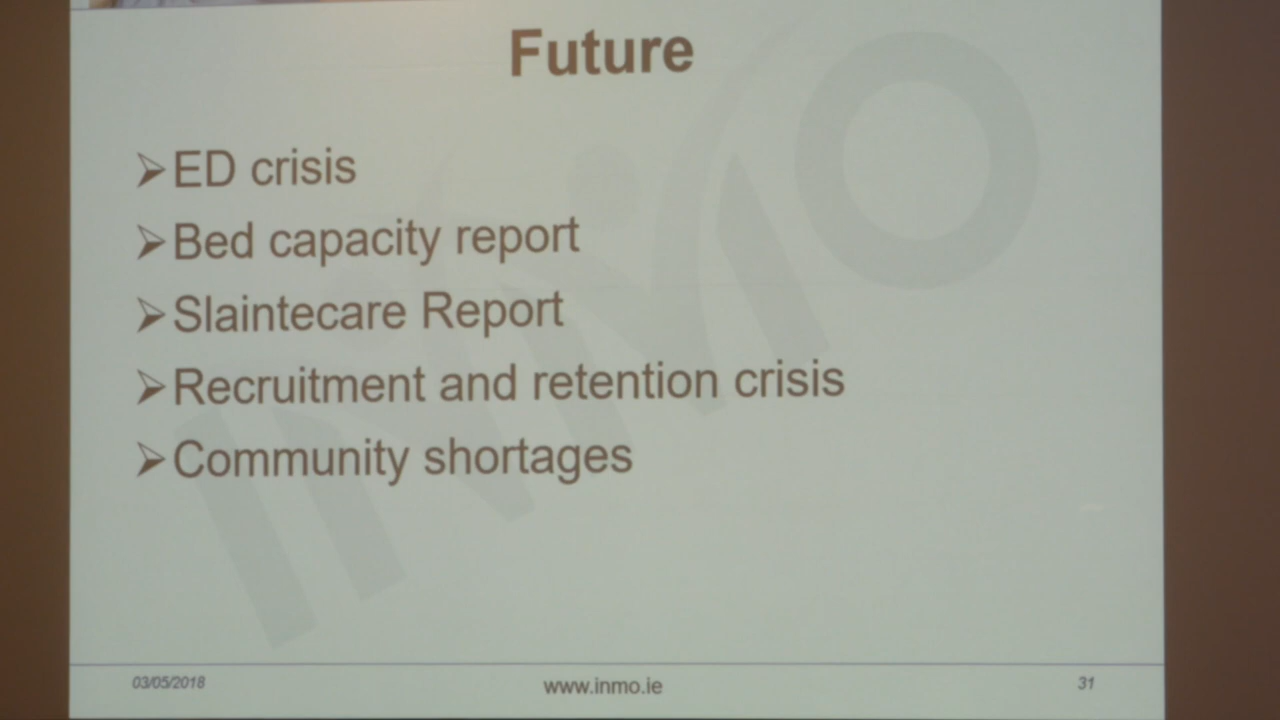 Future
➢ED crisis
➢Bed capacity report
➢Slaintecare Report
➢Recruitment and retention crisis
➢Community shortages
INMO
03/05/2018 www.inmo.ie 31